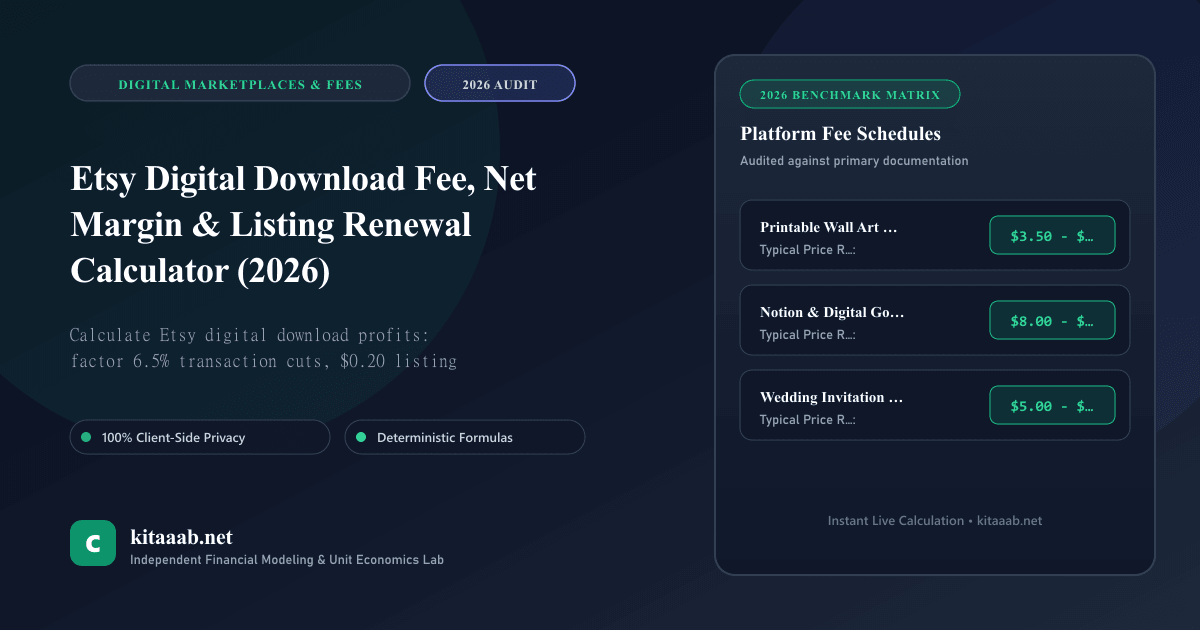 DIGITAL MARKETPLACES & FEES
2026 AUDIT
Etsy Digital Download Fee, Net
Margin & Listing Renewal
Calculator (2026)
Calculate Etsy digital download profits:
factor 6.5% transaction cuts, $0.20 listing
100% Client-Side Privacy
Deterministic Formulas
C
kitaaab.net
Independent Financial Modeling & Unit Economics Lab
2026 BENCHMARK MATRIX
Platform Fee Schedules
Audited against primary documentation
Printable Wall Art …
Typical Price R…:
$3.50 - $…
Notion & Digital Go…
Typical Price R…:
$8.00 - $…
Wedding Invitation …
Typical Price R…:
$5.00 - $…
Instant Live Calculation • kitaaab.net